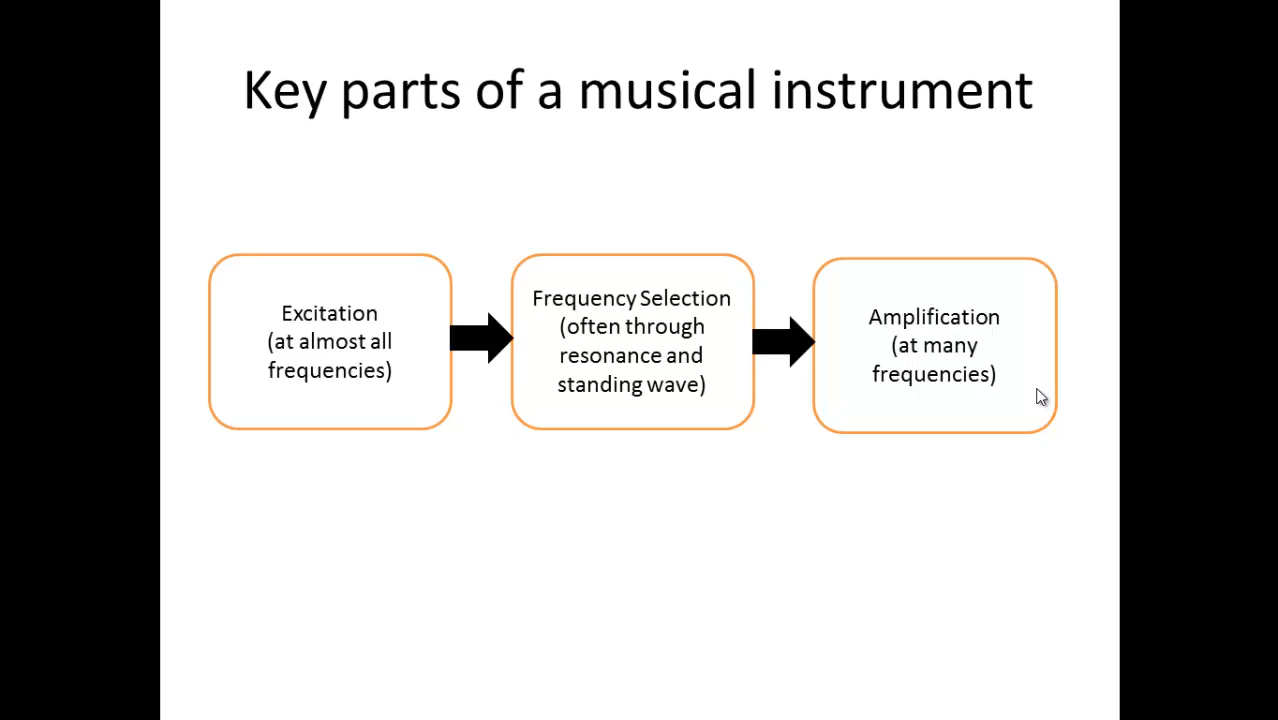 Key parts of a musical instrument
Excitation
(at almost all
frequencies)
Frequency Selection
(often through
resonance and
standing wave)
Amplification
(at many
frequencies)